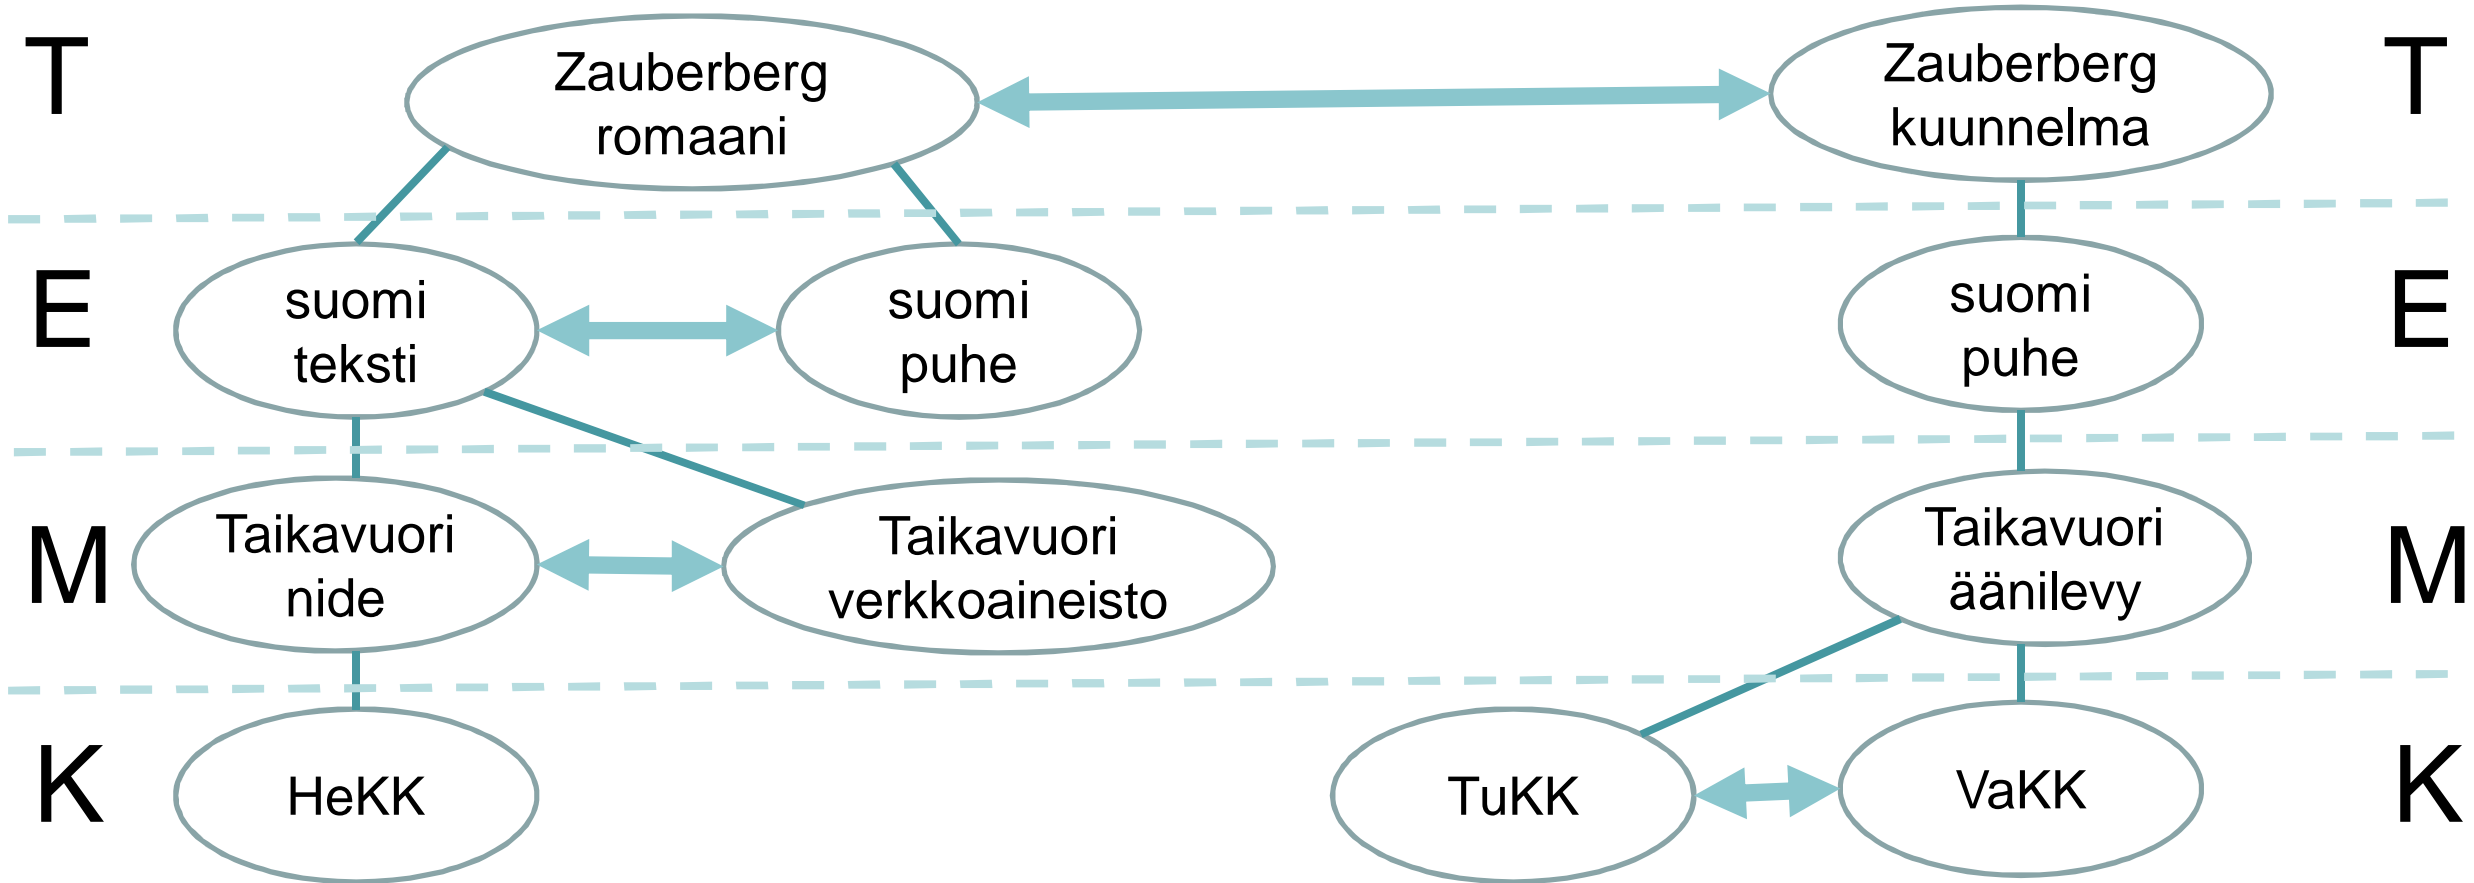 T
Zauberberg
romaani
Zauberberg
kuunnelma
T
E
suomi
teksti
suomi
puhe
suomi
puhe
E
M
Taikavuori
nide
Taikavuori
verkkoaineisto
Taikavuori
äänilevy
M
K
HeKK
TuKK
VaKK
K